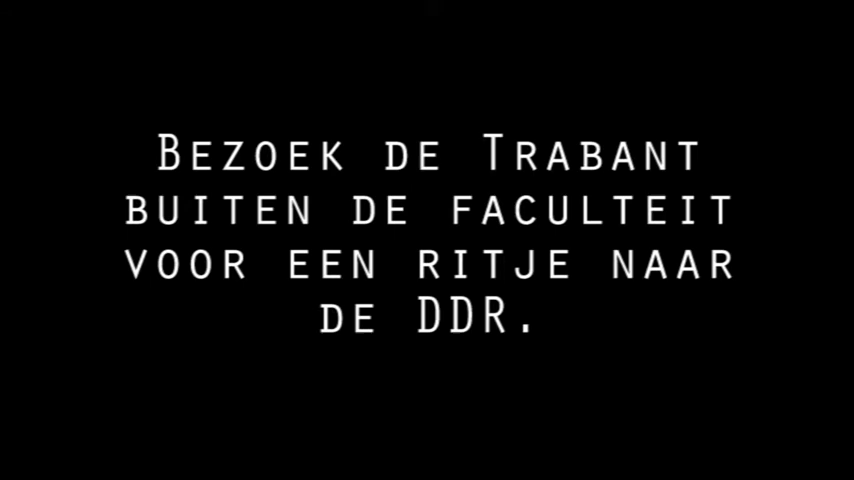 Bezoek de Trabant
buiten de faculteit
voor een ritje naar
de DDR.